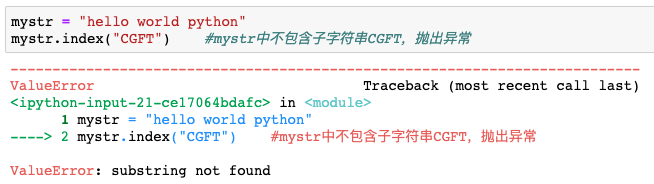 mystr = "hello world python"
mystr.index("CGFT")    #mystr中不包含子字符串CGFT，抛出异常
---------------------------------------------------------------------------
ValueError                                Traceback (most recent call last)
<ipython-input-21-ce17064bdafc> in <module>
      1 mystr = "hello world python"
----> 2 mystr.index("CGFT")    #mystr中不包含子字符串CGFT，抛出异常
ValueError: substring not found